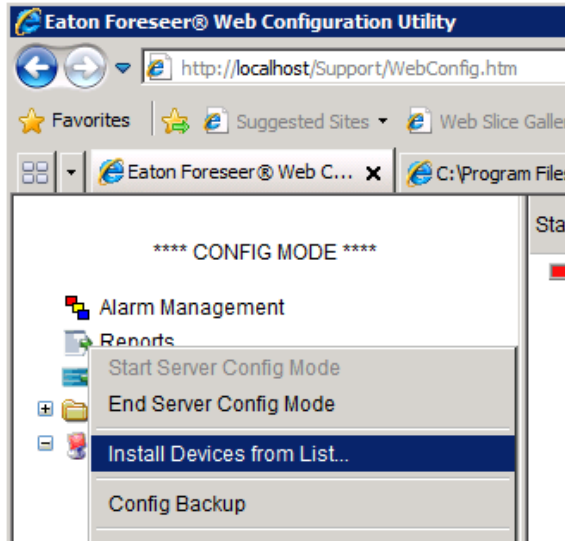 Eaton Foreseer® Web Configuration Utility
http://localhost/Support/WebConfig.htm
Favorites Suggested Sites Web Slice Galle
Eaton Foreseer® Web C... C:\Program Files
Sta
**** CONFIG MODE ****
Alarm Management
Reports
Start Server Config Mode
End Server Config Mode
Install Devices from List...
Config Backup